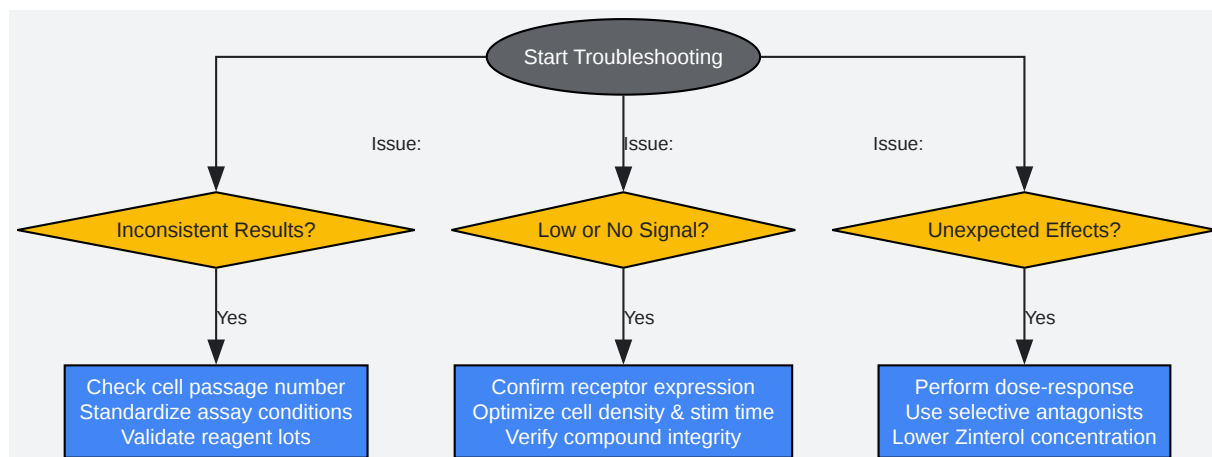 Start Troubleshooting
Issue:
Issue:
Issue:
Inconsistent Results?
Low or No Signal?
Unexpected Effects?
Yes
Yes
Yes
Check cell passage number
Standardize assay conditions
Validate reagent lots
Confirm receptor expression
Optimize cell density & stim time
Verify compound integrity
Perform dose-response
Use selective antagonists
Lower Zinterol concentration